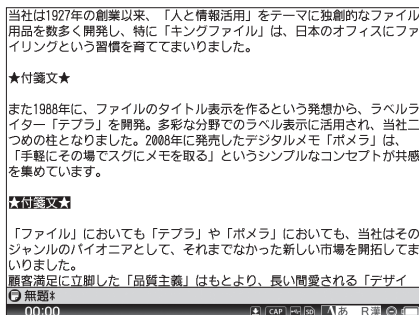 当社は1927年の創業以来、「人と情報活用」をテーマに独創的なファイル
用品を数多く開発し、特に「キングファイル」は、日本のオフィスにファ
イリングという習慣を育ててまいりました。
★付箋文★
また1988年に、ファイルのタイトル表示を作るという発想から、ラベルラ
イター「テプラ」を開発。多彩な分野でのラベル表示に活用され、当社二
つめの柱となりました。2008年に発売したデジタルメモ「ポメラ」は、
「手軽にその場でスグにメモを取る」というシンプルなコンセプトが共感
を集めています。
★付箋文★
「ファイル」においても「テプラ」や「ポメラ」においても、当社はその
ジャンルのパイオニアとして、それまでなかった新しい市場を開拓してま
いりました。
顧客満足に立脚した「品質主義」はもとより、長い間愛される「デザイ
無題*
00:00 CAP 50 あ R漢